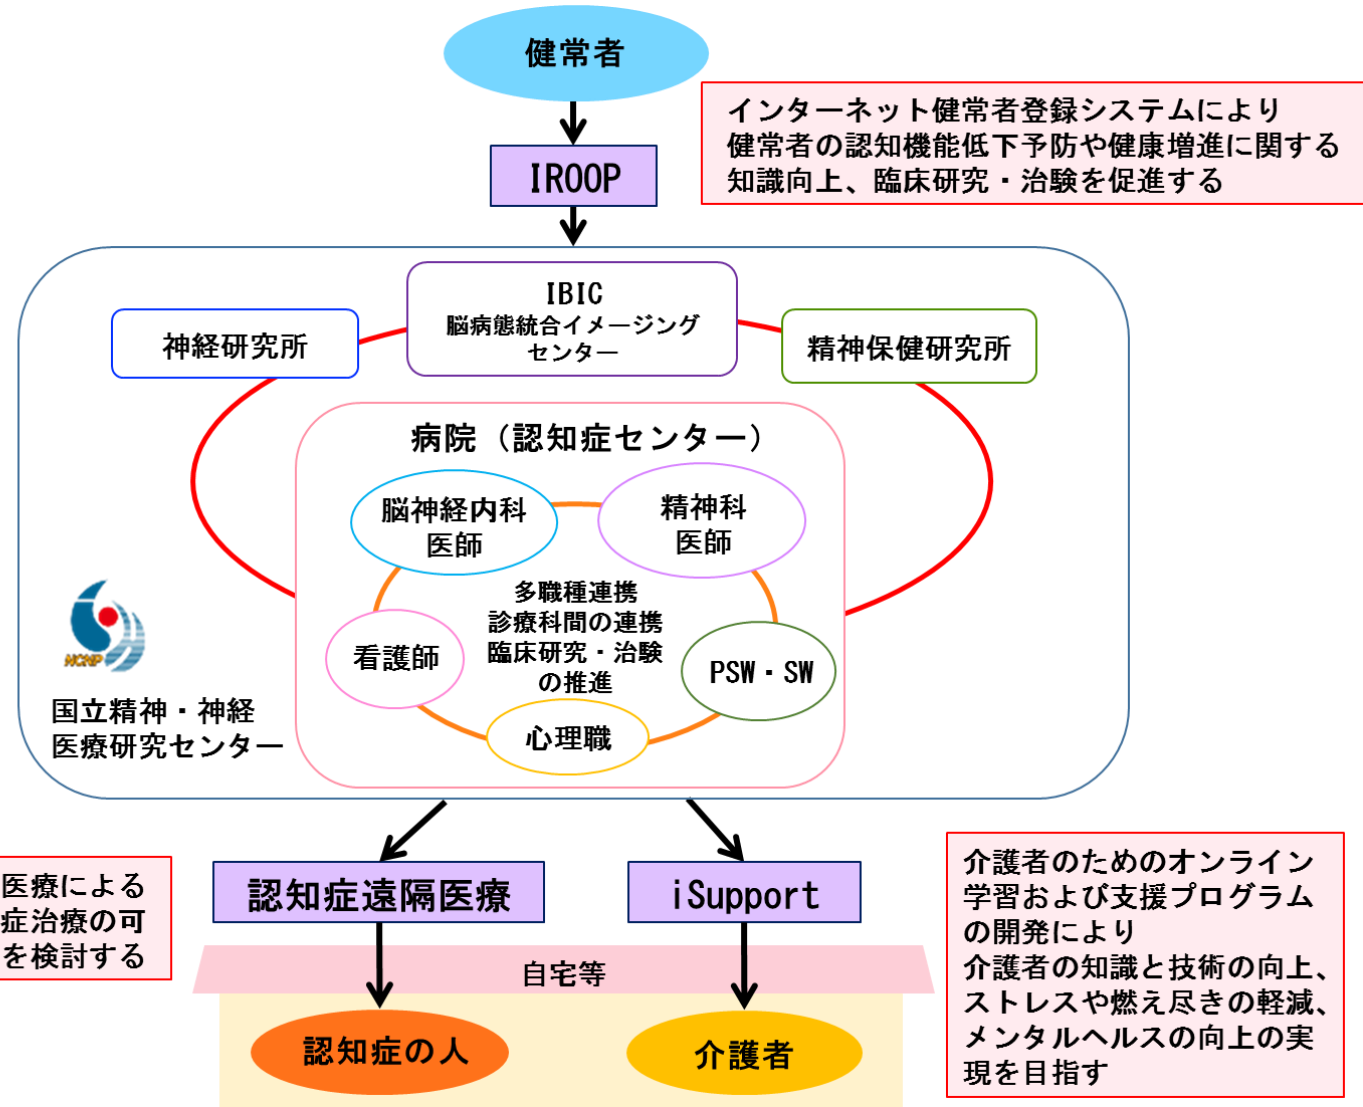 健常者
インターネット健常者登録システムにより
健常者の認知機能低下予防や健康増進に関する
知識向上、臨床研究・治験を促進する
IROOP
IBIC
脳病態統合イメージング
センター
神経研究所
精神保健研究所
病院（認知症センター）
脳神経内科
医師
精神科
医師
多職種連携
診療科間の連携
臨床研究・治験
の推進
看護師
PSW・SW
心理職
NCNP
国立精神・神経
医療研究センター
医療による
症治療の可
を検討する
認知症遠隔医療
iSupport
介護者のためのオンライン
学習および支援プログラム
の開発により
介護者の知識と技術の向上、
ストレスや燃え尽きの軽減、
メンタルヘルスの向上の実
現を目指す
自宅等
認知症の人
介護者